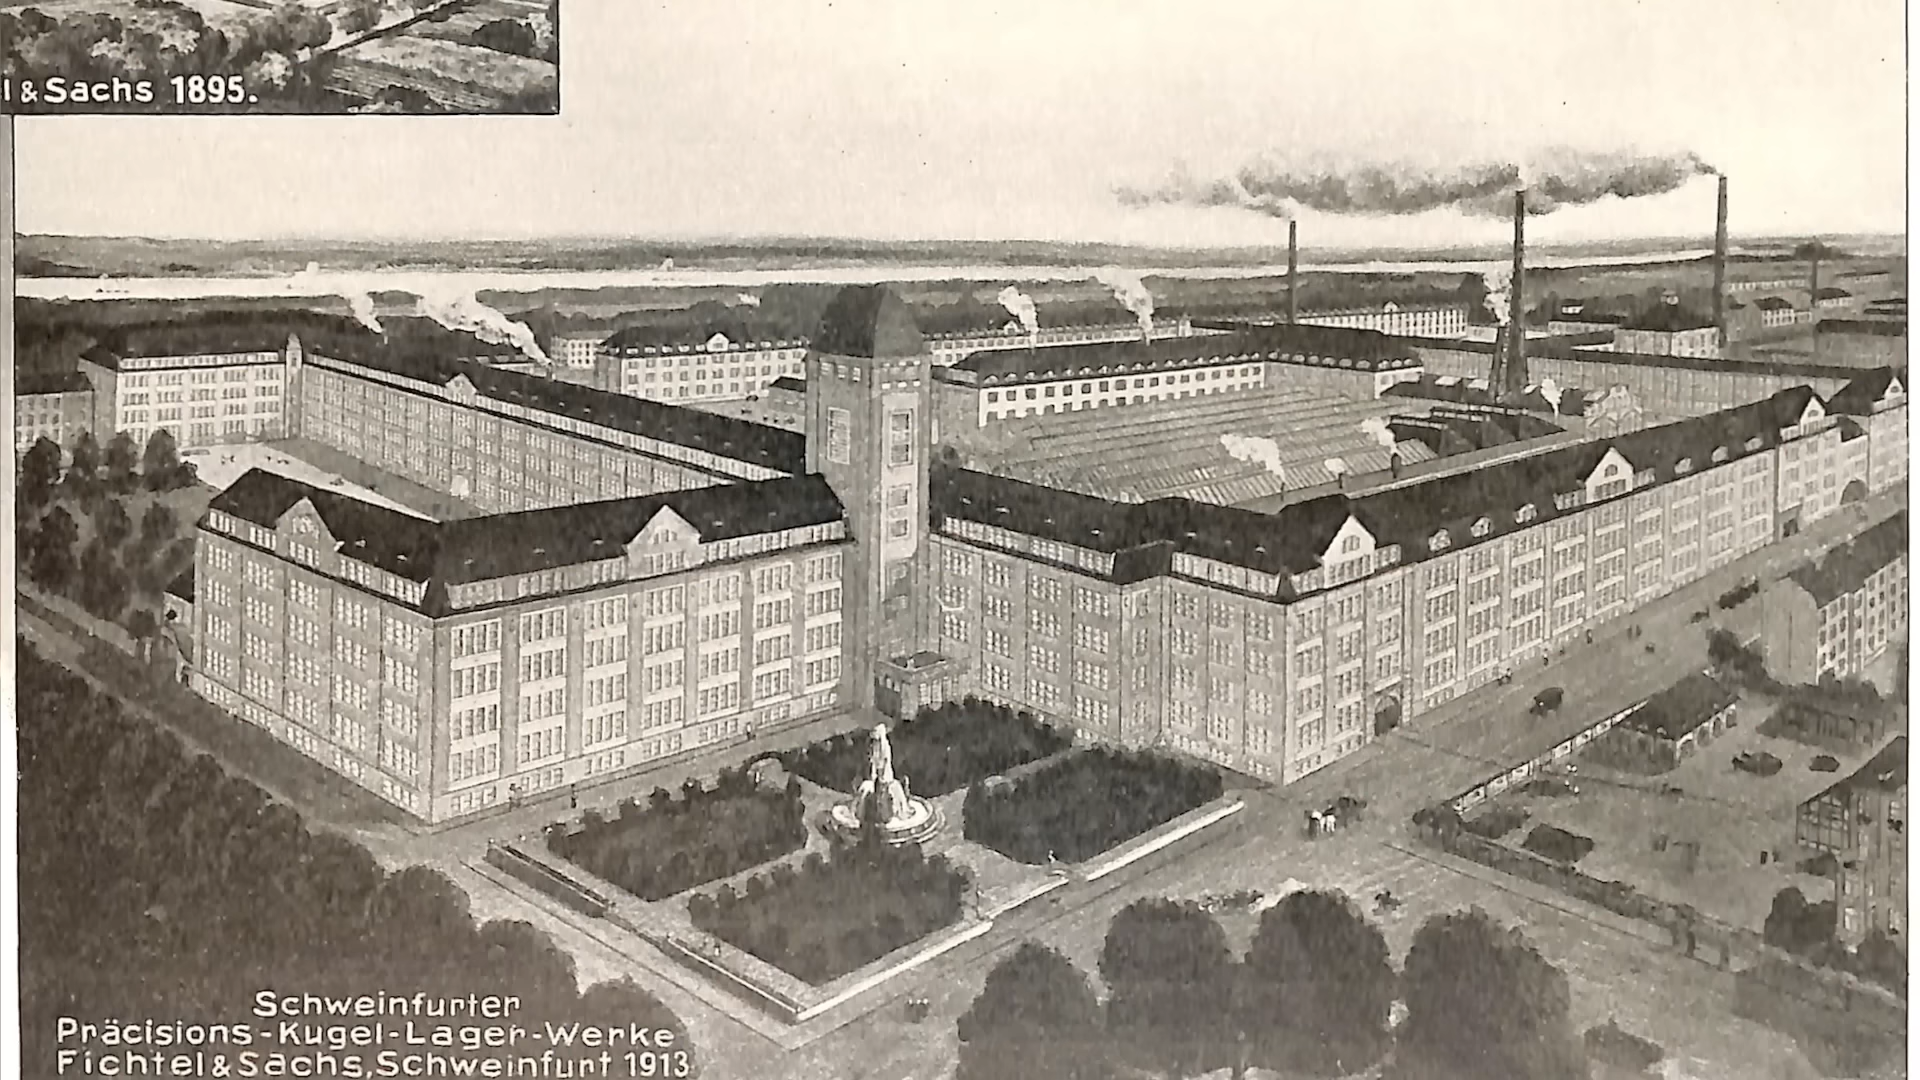 l & Sachs 1895.
Schweinfurter
Präcisions-Kugel-Lager-Werke
Fichtel & Sachs, Schweinfurt 1913